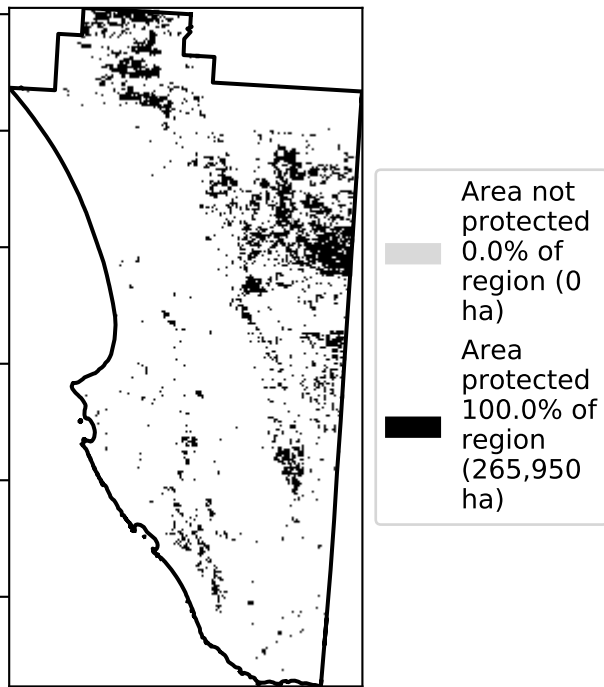 Area not
protected
0.0% of
region (0
ha)
Area
protected
100.0% of
region
(265,950
ha)